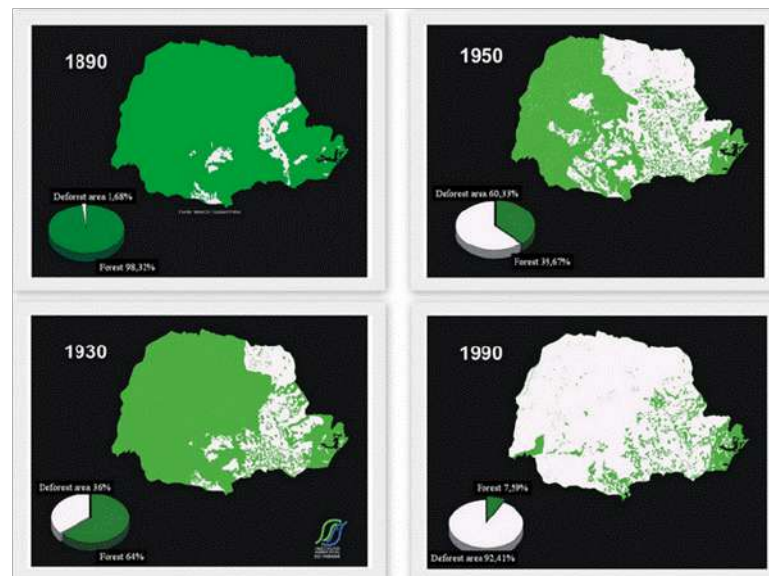 1890
Deforest area 1,68%
Forest 98,32%
1950
Deforest area 60,33%
Forest 39,67%
1930
Deforest area 36%
Forest 64%
1990
Forest 7,59%
Deforest area 92,41%